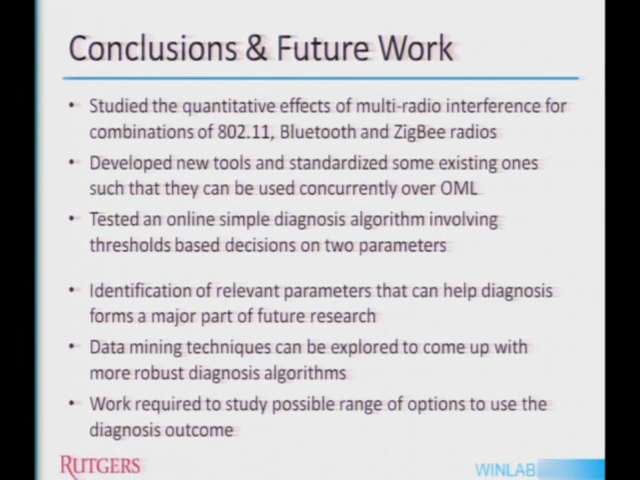 Conclusions & Future Work
• Studied the quantitative effects of multi-radio interference for
combinations of 802.11, Bluetooth and ZigBee radios
• Developed new tools and standardized some existing ones
such that they can be used concurrently over OML
• Tested an online simple diagnosis algorithm involving
thresholds based decisions on two parameters
• Identification of relevant parameters that can help diagnosis
forms a major part of future research
• Data mining techniques can be explored to come up with
more robust diagnosis algorithms
• Work required to study possible range of options to use the
diagnosis outcome
RUTGERS
WINLAB